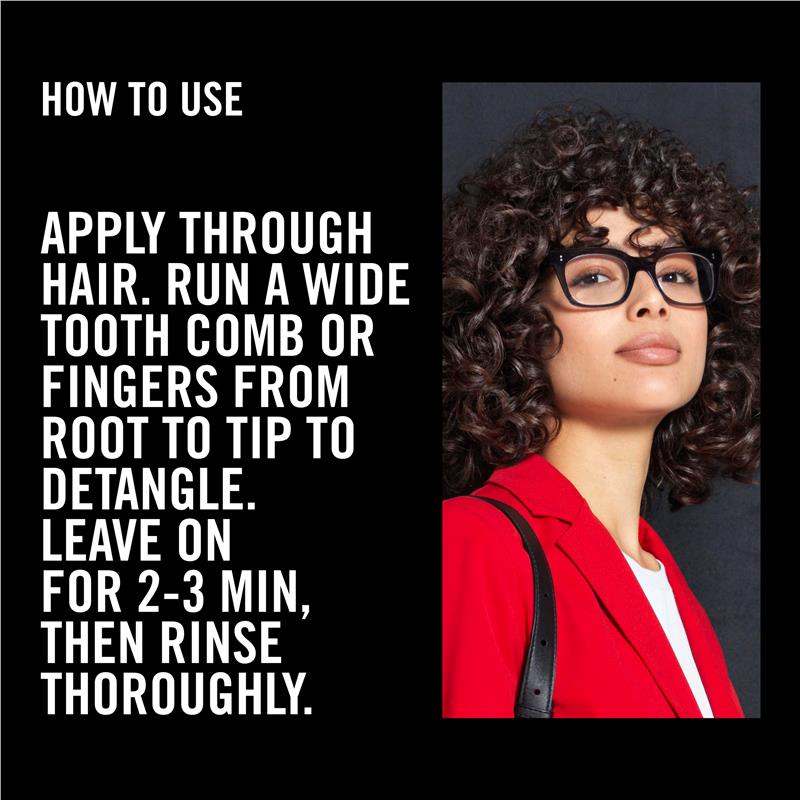 HOW TO USE
APPLY THROUGH
HAIR. RUN A WIDE
TOOTH COMB OR
FINGERS FROM
ROOT TO TIP TO
DETANGLE.
LEAVE ON
FOR 2-3 MIN,
THEN RINSE
THOROUGHLY.